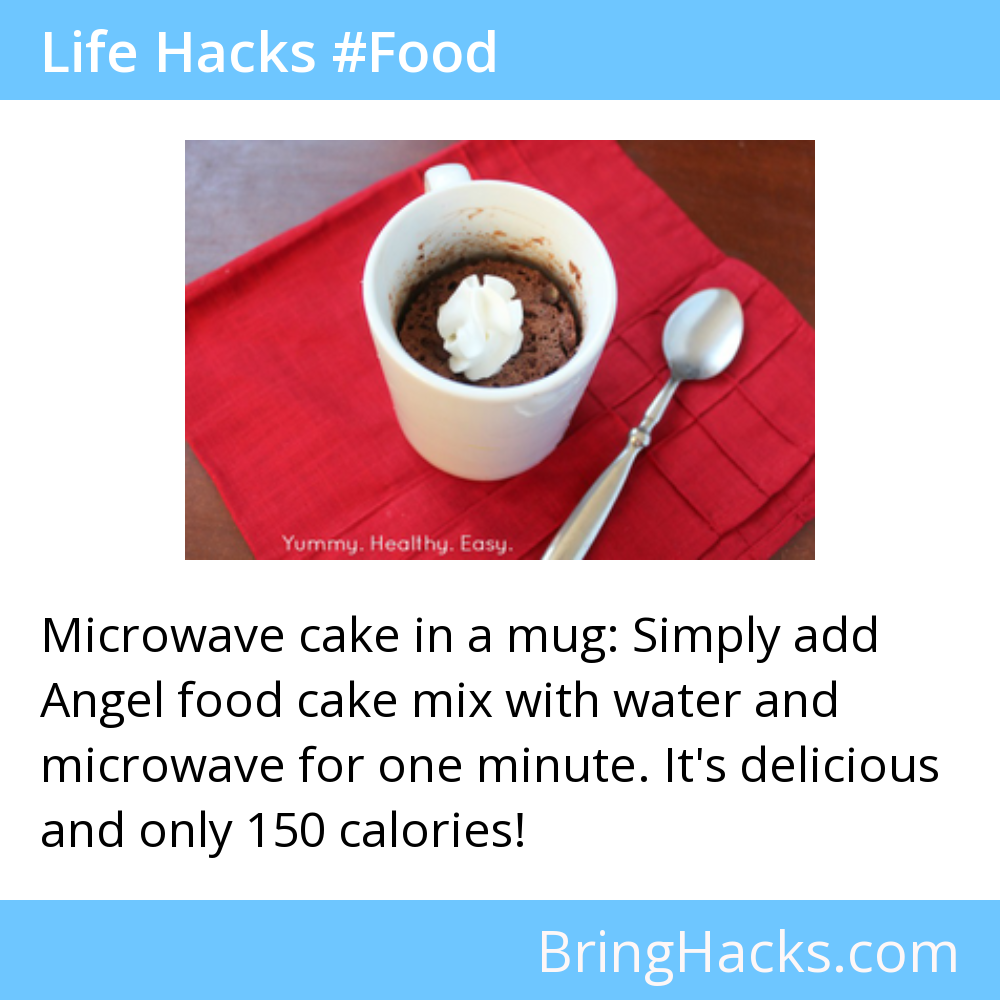 Life Hacks #Food
Yummy. Healthy. Easy.
Microwave cake in a mug: Simply add
Angel food cake mix with water and
microwave for one minute. It's delicious
and only 150 calories!
BringHacks.com